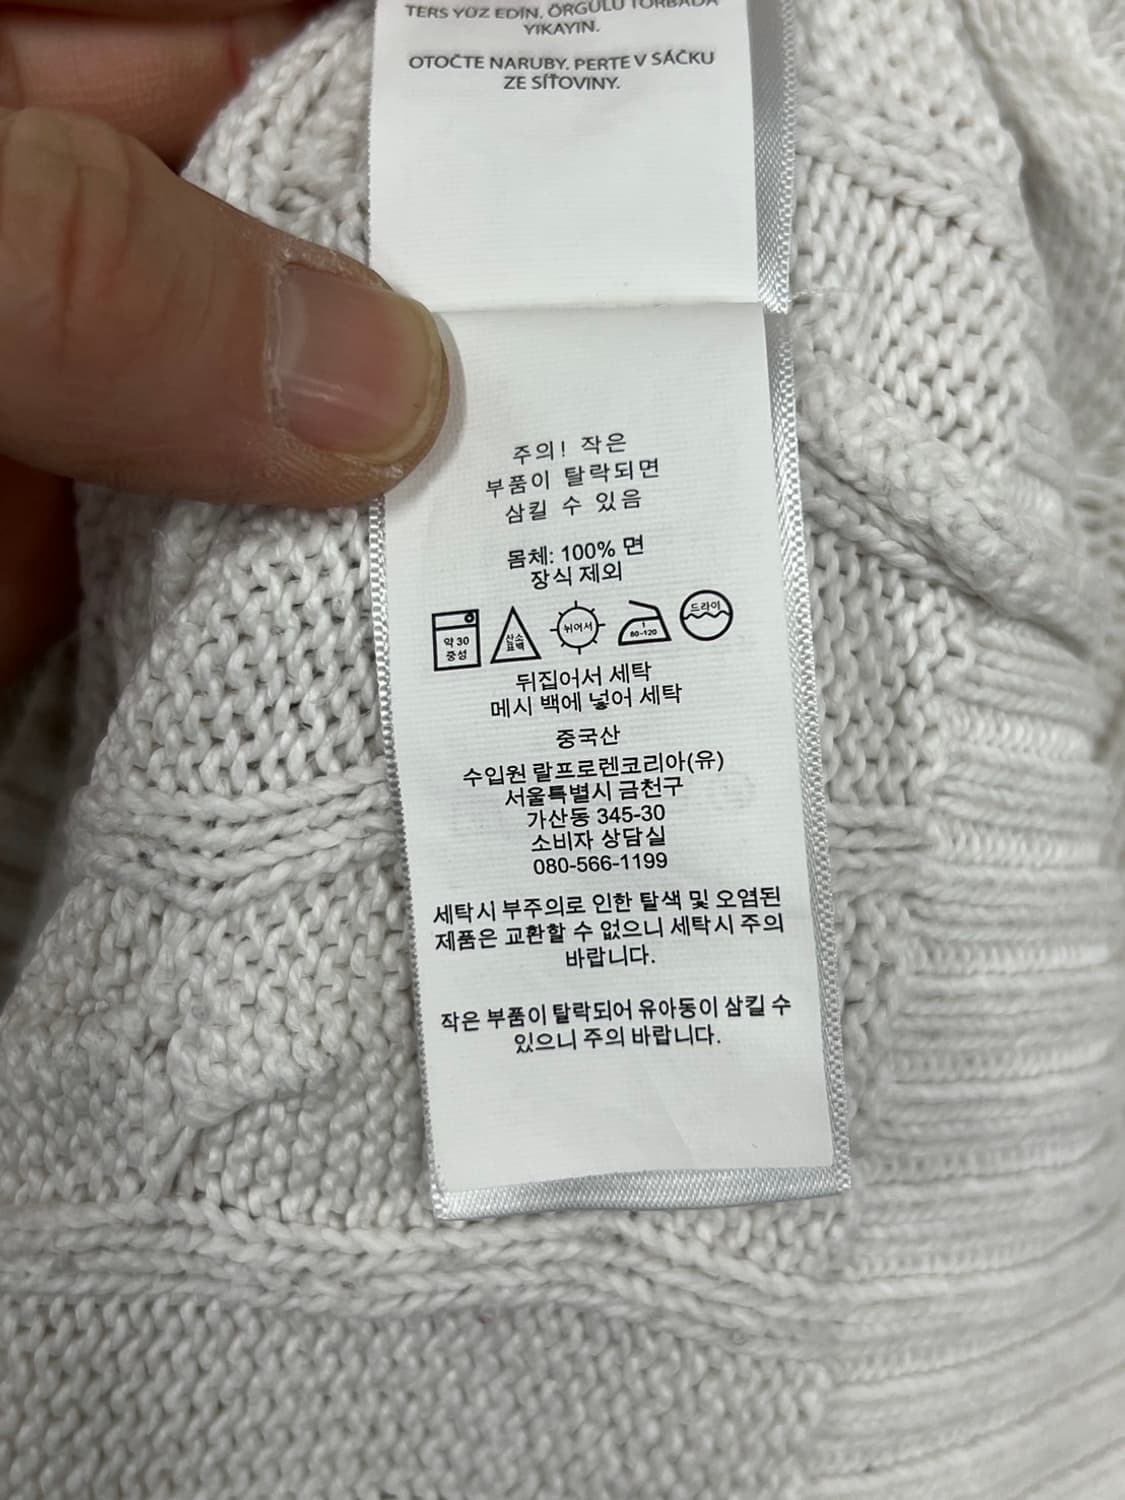 TERS YÜZ EDİN. ÖRGÜLÜ TORBADA
YIKAYIN.
OTOČTE NARUBY. PERTE V SÁČKU
ZE SÍŤOVINY.
주의! 작은
부품이 탈락되면
삼킬 수 있음
몸체: 100% 면
장식 제외
약 30
중성
산소
표백
뉘어서
1
80-120
드라이
뒤집어서 세탁
메시 백에 넣어 세탁
중국산
수입원 랄프로렌코리아(유)
서울특별시 금천구
가산동 345-30
소비자 상담실
080-566-1199
세탁시 부주의로 인한 탈색 및 오염된
제품은 교환할 수 없으니 세탁시 주의
바랍니다.
작은 부품이 탈락되어 유아동이 삼킬 수
있으니 주의 바랍니다.